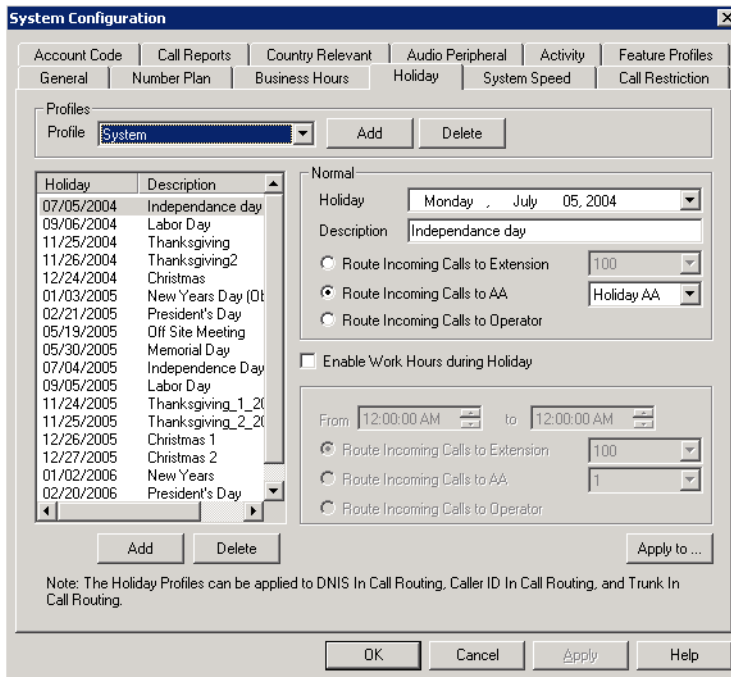 System Configuration
Account Code Call Reports Country Relevant Audio Peripheral Activity Feature Profiles
General Number Plan Business Hours Holiday System Speed Call Restriction
Profiles
Profile System Add Delete
Holiday Description
07/05/2004 Independance day
09/06/2004 Labor Day
11/25/2004 Thanksgiving
11/26/2004 Thanksgiving2
12/24/2004 Christmas
01/03/2005 New Years Day (Ob
02/21/2005 President's Day
05/19/2005 Off Site Meeting
05/30/2005 Memorial Day
07/04/2005 Independence Day
09/05/2005 Labor Day
11/24/2005 Thanksgiving_1_20
11/25/2005 Thanksgiving_2_20
12/26/2005 Christmas 1
12/27/2005 Christmas 2
01/02/2006 New Years
02/20/2006 President's Day
Add Delete
Normal
Holiday Monday , July 05, 2004
Description Independance day
Route Incoming Calls to Extension 100
Route Incoming Calls to AA Holiday AA
Route Incoming Calls to Operator
Enable Work Hours during Holiday
From 12:00:00 AM to 12:00:00 AM
Route Incoming Calls to Extension 100
Route Incoming Calls to AA 1
Route Incoming Calls to Operator
Apply to ...
Note: The Holiday Profiles can be applied to DNIS In Call Routing, Caller ID In Call Routing, and Trunk In
Call Routing.
OK Cancel Apply Help